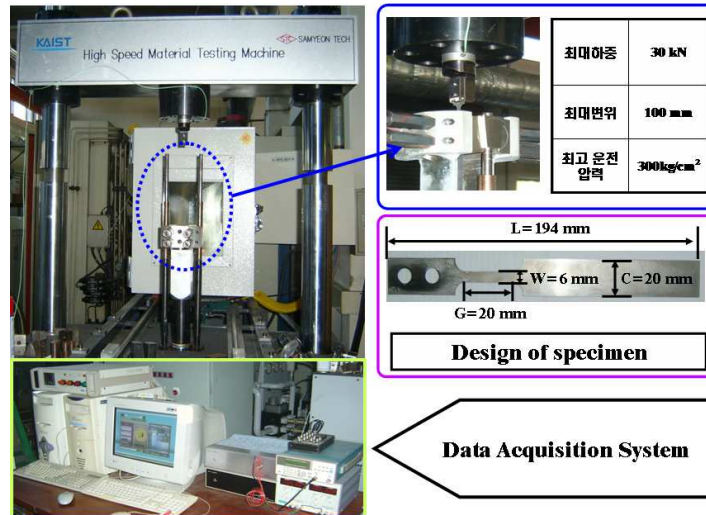 KAIST
High Speed Material Testing Machine
SAMYEON TECH
최대하중 30 kN
최대변위 100 mm
최고 운전 압력 300kg/cm²
L= 194 mm
W=6 mm C=20 mm
G=20 mm
Design of specimen
Data Acquisition System